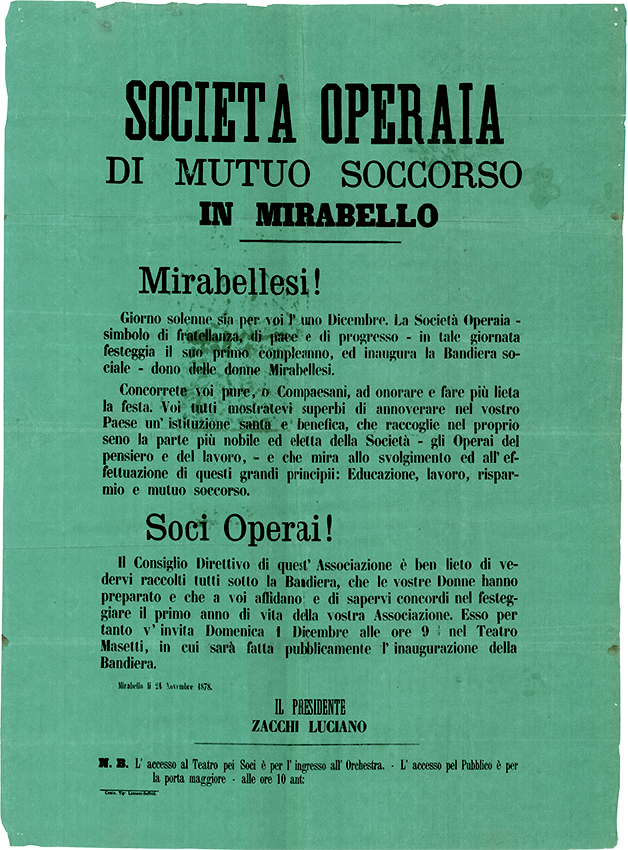 SOCIETA OPERAIA
DI MUTUO SOCCORSO
IN MIRABELLO
Mirabellesi!
Giorno solenne sia per voi l' uno Dicembre. La Società Operaia -
simbolo di fratellanza, di pace e di progresso - in tale giornata
festeggia il suo primo compleanno, ed inaugura la Bandiera so-
ciale - dono delle donne Mirabellesi.
Concorrete voi pure, o Compaesani, ad onorare e fare più lieta
la festa. Voi tutti mostratevi superbi di annoverare nel vostro
Paese un' istituzione santa e benefica, che raccoglie nel proprio
seno la parte più nobile ed eletta della Società - gli Operai del
pensiero e del lavoro, - e che mira allo svolgimento ed all' ef-
fettuazione di questi grandi principii: Educazione, lavoro, rispar-
mio e mutuo soccorso.
Soci Operai!
Il Consiglio Direttivo di quest' Associazione è ben lieto di ve-
dervi raccolti tutti sotto la Bandiera, che le vostre Donne hanno
preparato e che a voi affidano: e di sapervi concordi nel festeg-
giare il primo anno di vita della vostra Associazione. Esso per
tanto v' invita Domenica 1 Dicembre alle ore 9 nel Teatro
Masetti, in cui sarà fatta pubblicamente l' inaugurazione della
Bandiera.
Mirabello li 24 Novembre 1878.
IL PRESIDENTE
ZACCHI LUCIANO
N. B. L' accesso al Teatro pei Soci è per l' ingresso all' Orchestra. - L' accesso pel Pubblico è per
la porta maggiore - alle ore 10 ant:
Cento. Tip.